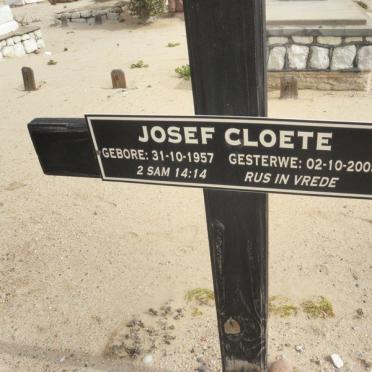 JOSEF CLOETE
GEBORE: 31-10-1957 GESTERWE: 02-10-200
2 SAM 14:14 RUS IN VREDE